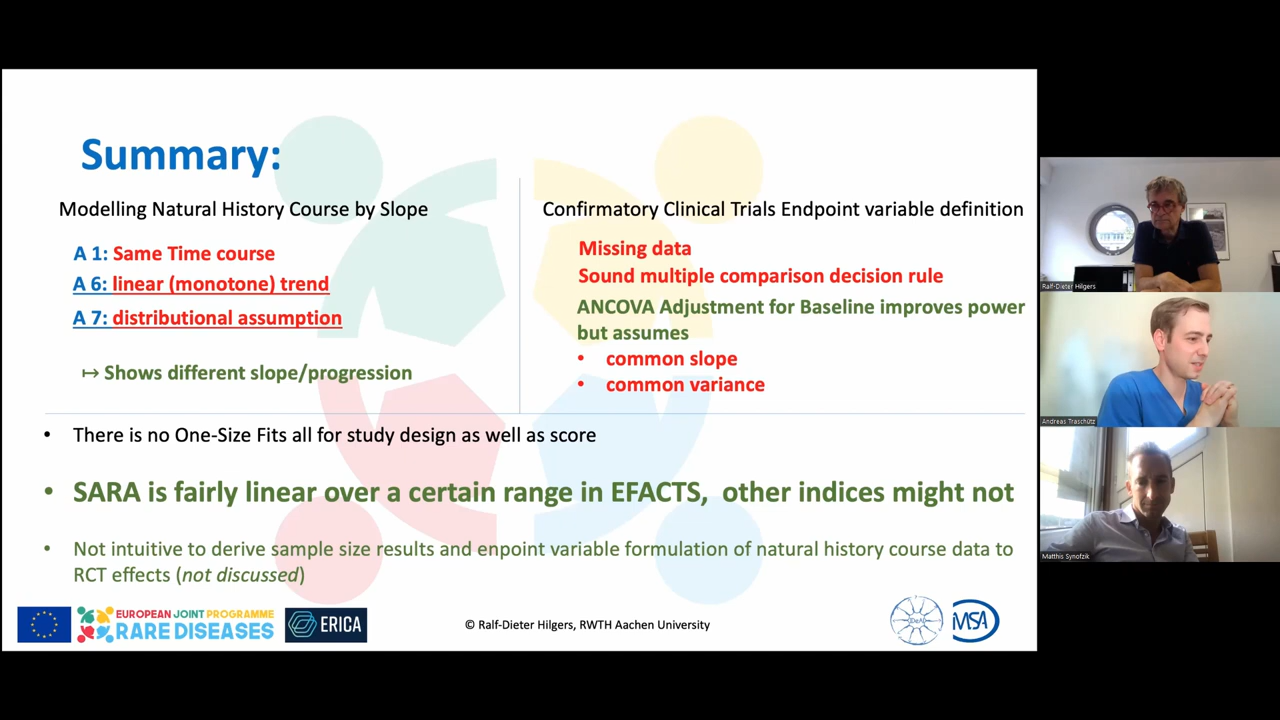 Summary:
Modelling Natural History Course by Slope
A 1: Same Time course
A 6: linear (monotone) trend
A 7: distributional assumption
↦ Shows different slope/progression
Confirmatory Clinical Trials Endpoint variable definition
Missing data
Sound multiple comparison decision rule
ANCOVA Adjustment for Baseline improves power
but assumes
• common slope
• common variance
• There is no One-Size Fits all for study design as well as score
• SARA is fairly linear over a certain range in EFACTS, other indices might not
• Not intuitive to derive sample size results and enpoint variable formulation of natural history course data to
RCT effects (not discussed)
EUROPEAN JOINT PROGRAMME
RARE DISEASES
ERICA
© Ralf-Dieter Hilgers, RWTH Aachen University
IDeAl
iMSA
Ralf-Dieter Hilgers
Andreas Traschütz
Matthis Synofzik